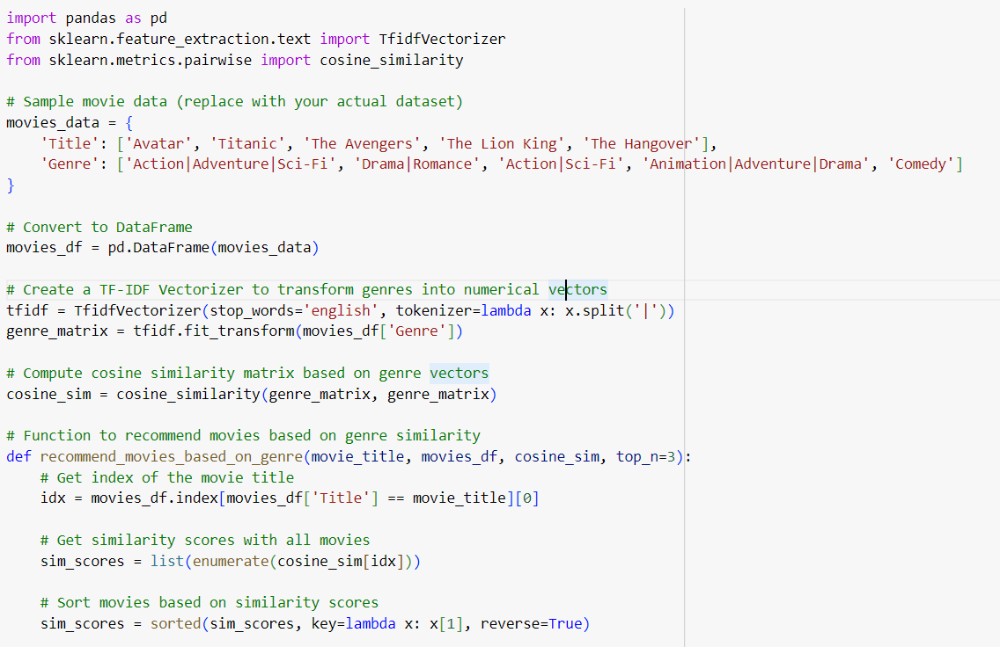 import pandas as pd
from sklearn.feature_extraction.text import TfidfVectorizer
from sklearn.metrics.pairwise import cosine_similarity

# Sample movie data (replace with your actual dataset)
movies_data = {
    'Title': ['Avatar', 'Titanic', 'The Avengers', 'The Lion King', 'The Hangover'],
    'Genre': ['Action|Adventure|Sci-Fi', 'Drama|Romance', 'Action|Sci-Fi', 'Animation|Adventure|Drama', 'Comedy']
}

# Convert to DataFrame
movies_df = pd.DataFrame(movies_data)

# Create a TF-IDF Vectorizer to transform genres into numerical vectors
tfidf = TfidfVectorizer(stop_words='english', tokenizer=lambda x: x.split('|'))
genre_matrix = tfidf.fit_transform(movies_df['Genre'])

# Compute cosine similarity matrix based on genre vectors
cosine_sim = cosine_similarity(genre_matrix, genre_matrix)

# Function to recommend movies based on genre similarity
def recommend_movies_based_on_genre(movie_title, movies_df, cosine_sim, top_n=3):
    # Get index of the movie title
    idx = movies_df.index[movies_df['Title'] == movie_title][0]

    # Get similarity scores with all movies
    sim_scores = list(enumerate(cosine_sim[idx]))

    # Sort movies based on similarity scores
    sim_scores = sorted(sim_scores, key=lambda x: x[1], reverse=True)